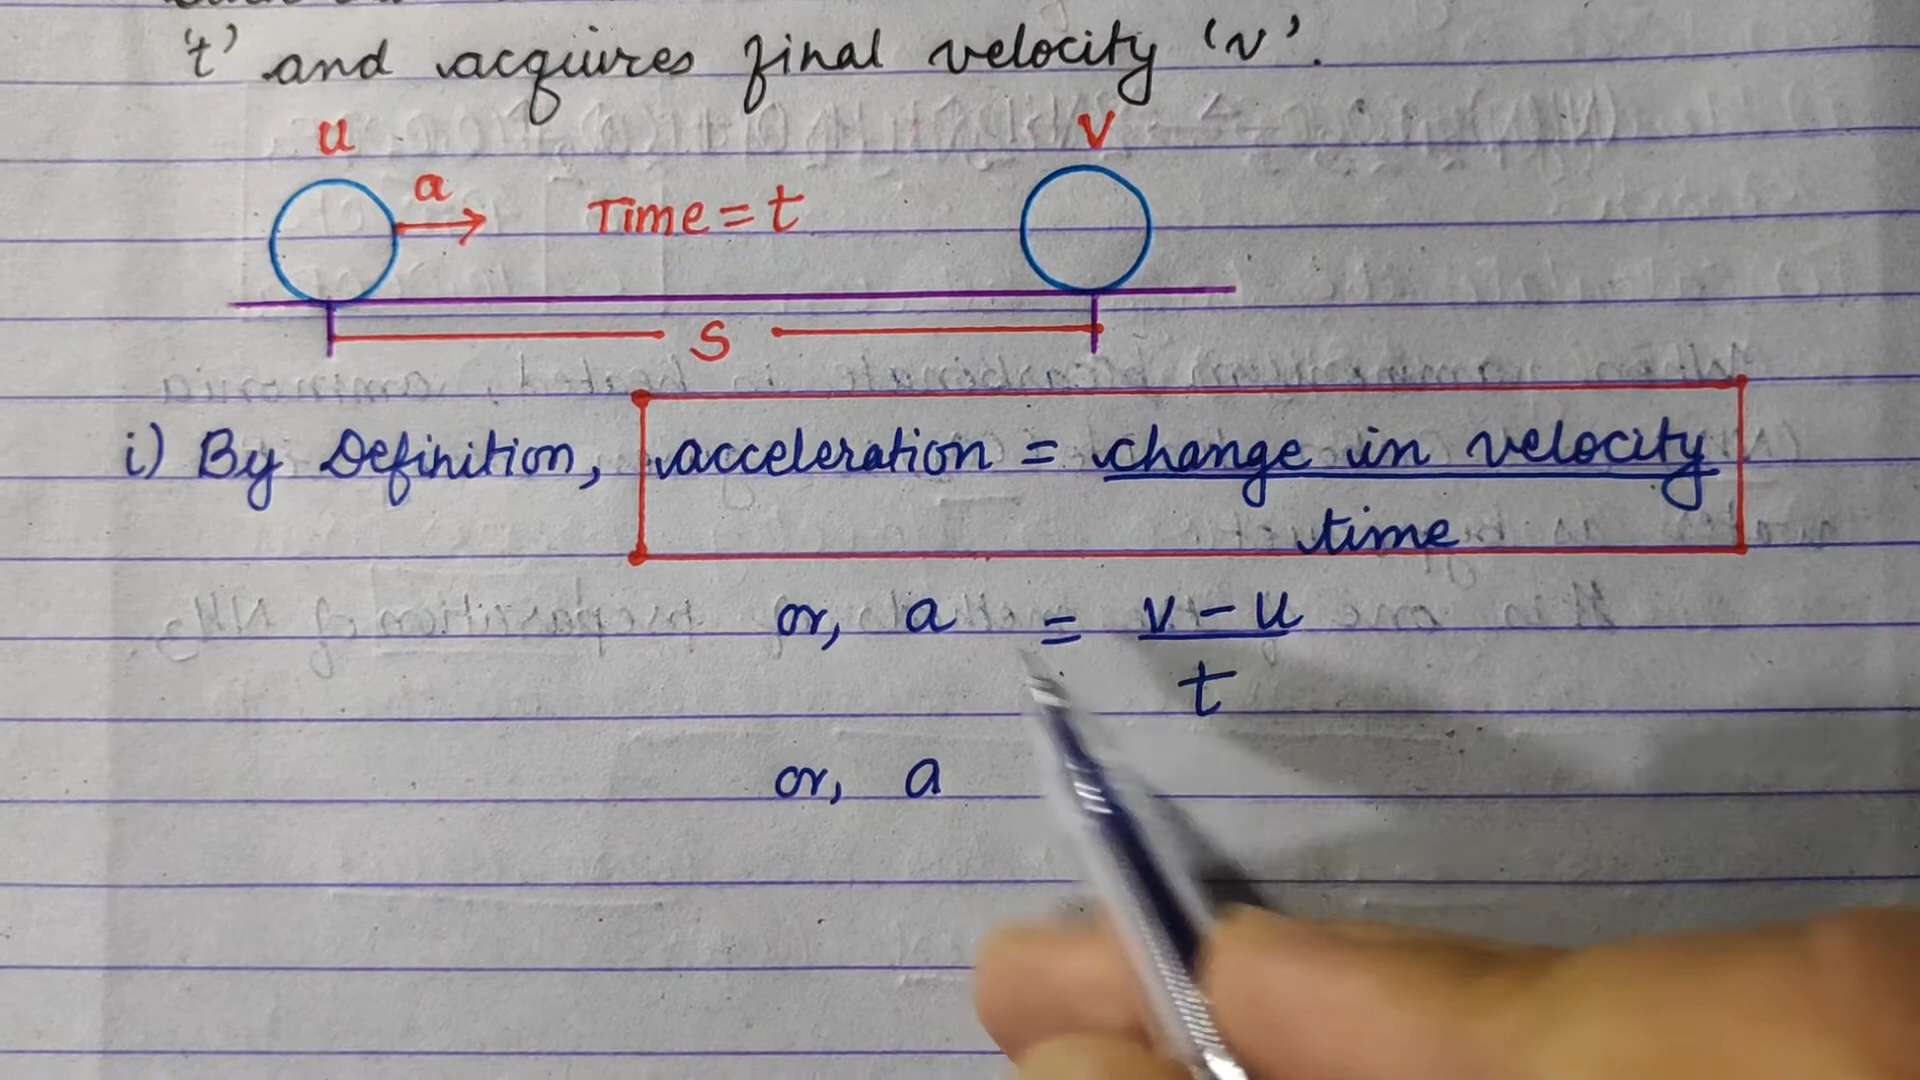 't' and acquires final velocity 'v'.
u v
a Time = t
S
i) By Definition, acceleration = change in velocity
time
or, a = v - u
t
or, a